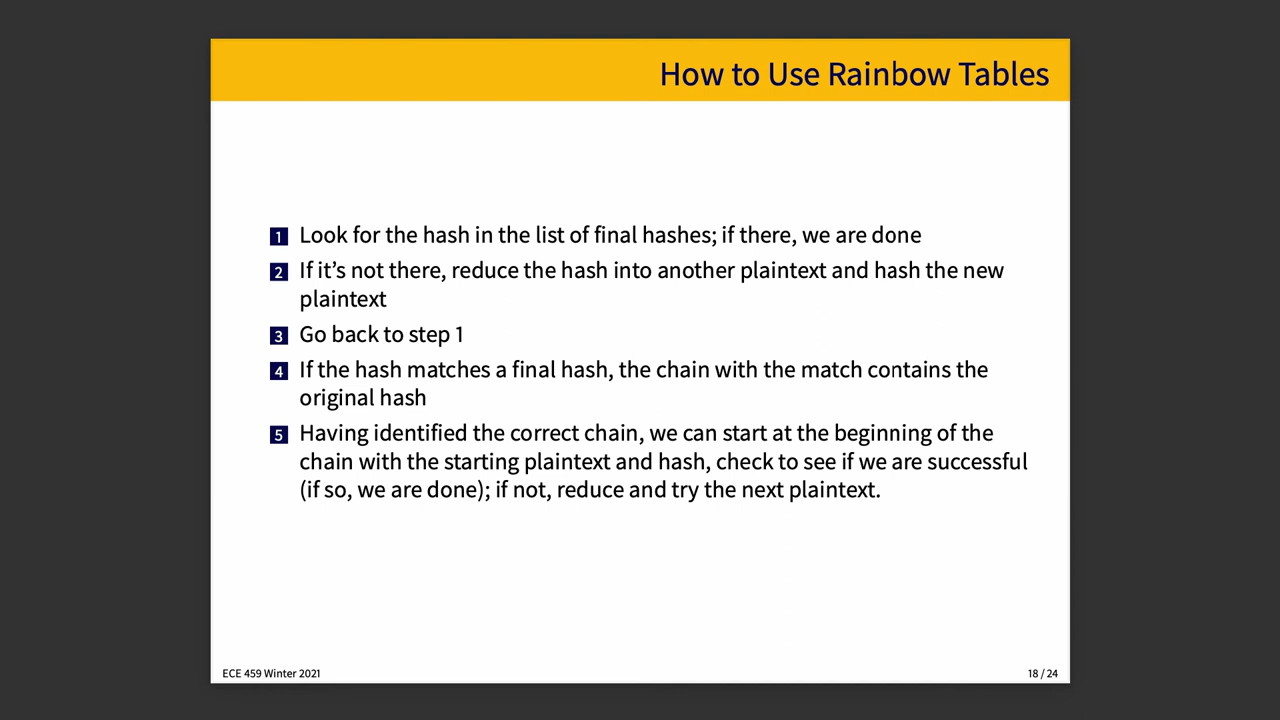 How to Use Rainbow Tables
1 Look for the hash in the list of final hashes; if there, we are done
2 If it’s not there, reduce the hash into another plaintext and hash the new
plaintext
3 Go back to step 1
4 If the hash matches a final hash, the chain with the match contains the
original hash
5 Having identified the correct chain, we can start at the beginning of the
chain with the starting plaintext and hash, check to see if we are successful
(if so, we are done); if not, reduce and try the next plaintext.
ECE 459 Winter 2021
18 / 24